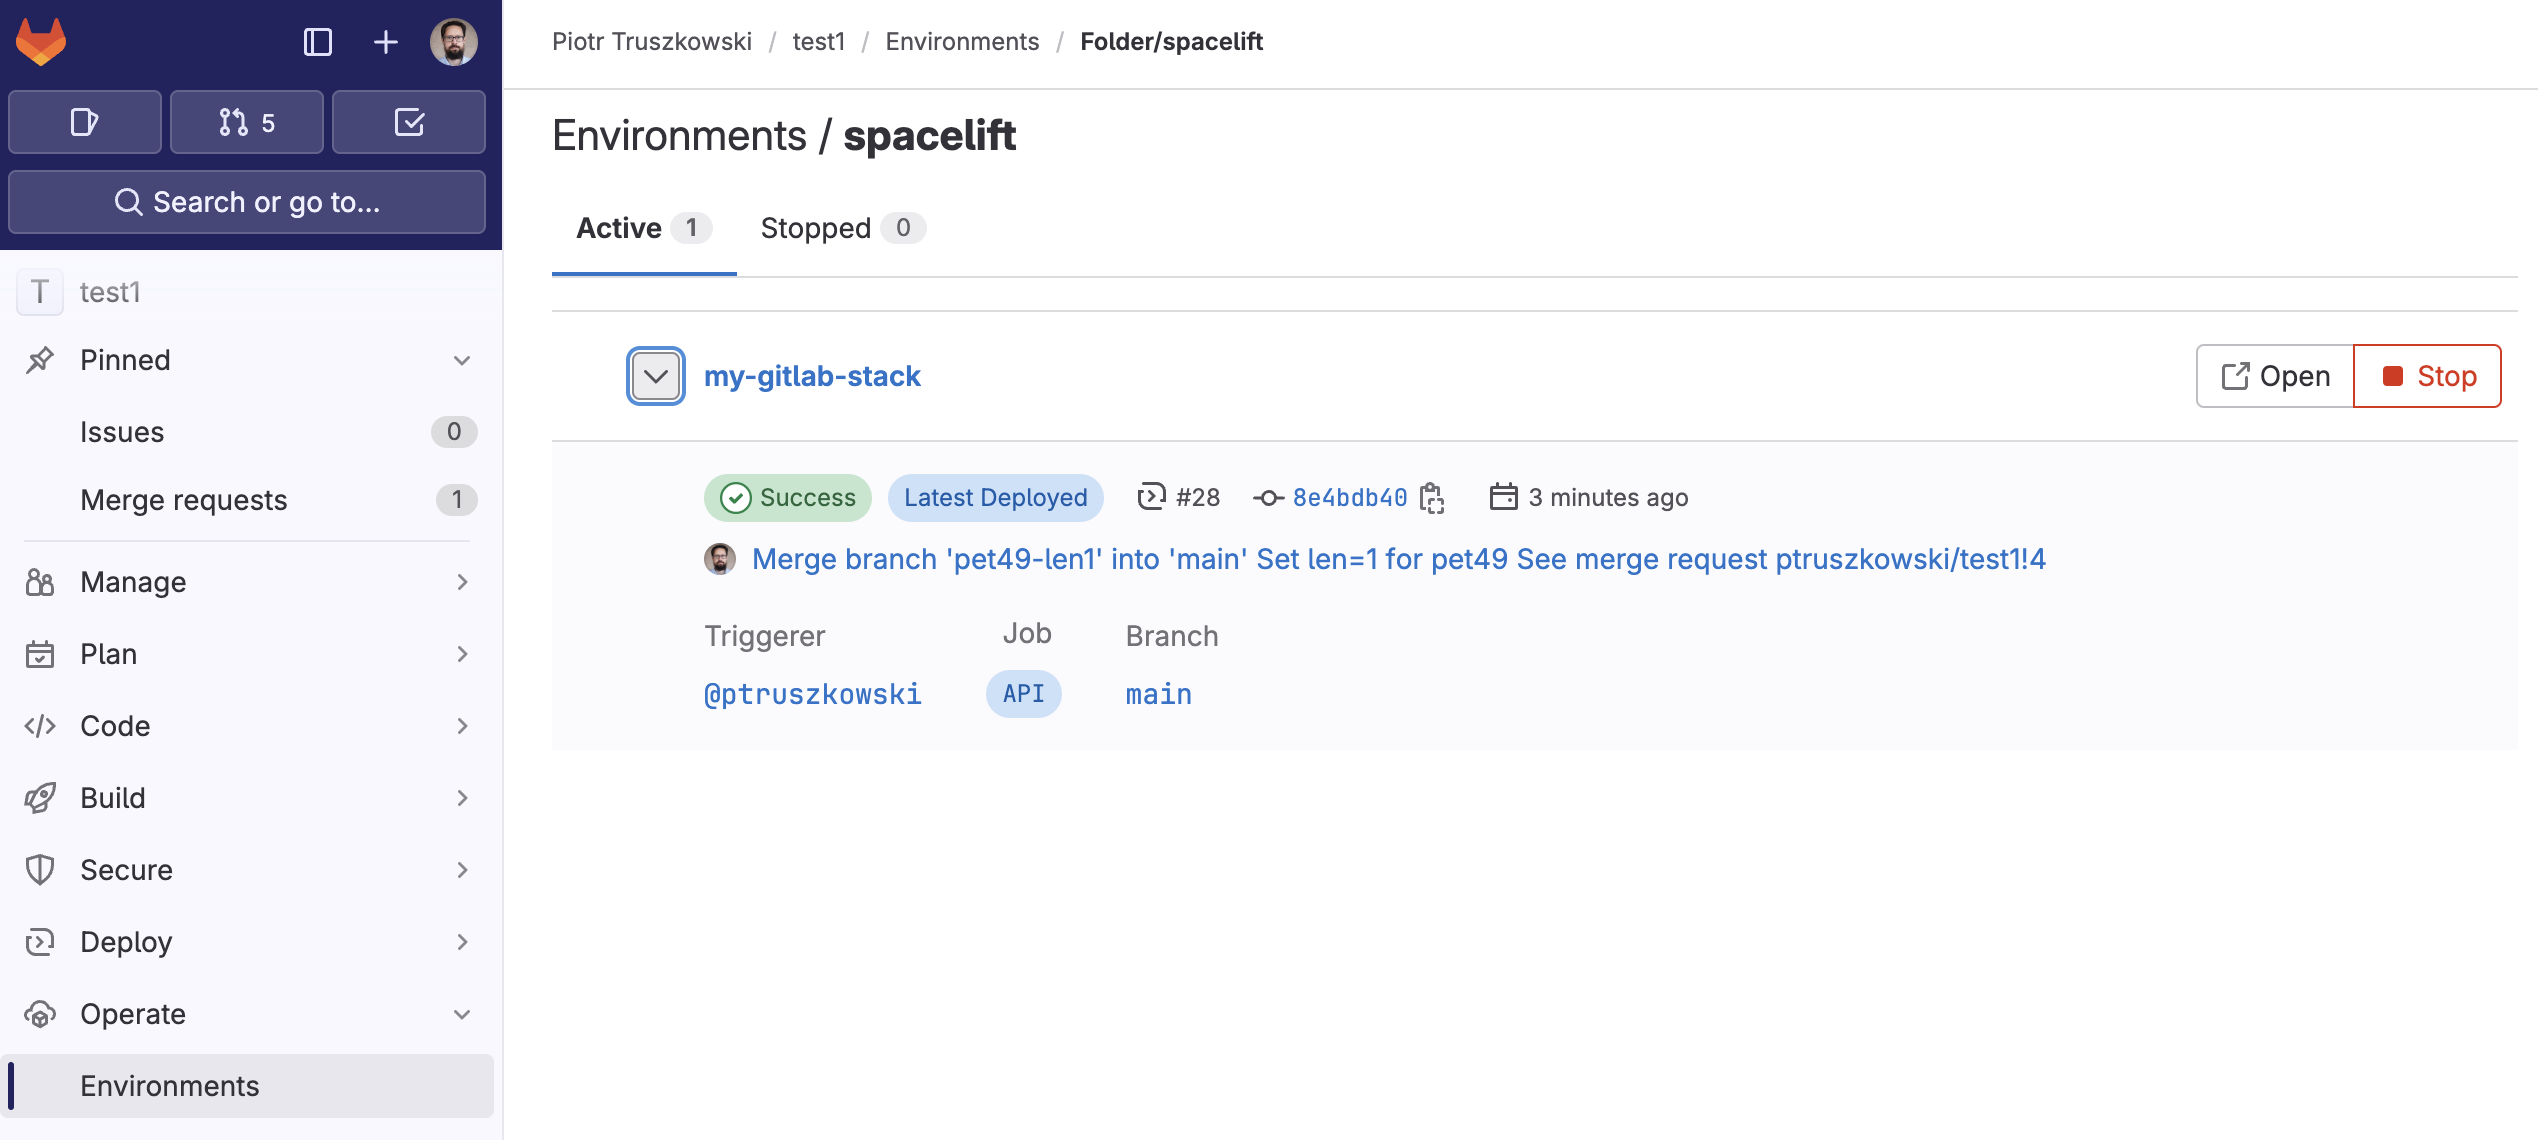 5
Search or go to...
T test1
Pinned
Issues 0
Merge requests 1
Manage
Plan
Code
Build
Secure
Deploy
Operate
Environments
Piotr Truszkowski / test1 / Environments / Folder/spacelift
Environments / spacelift
Active 1 Stopped 0
my-gitlab-stack Open Stop
Success Latest Deployed #28 8e4bdb40 3 minutes ago
Merge branch 'pet49-len1' into 'main' Set len=1 for pet49 See merge request ptruszkowski/test1!4
Triggerer Job Branch
@ptruszkowski API main